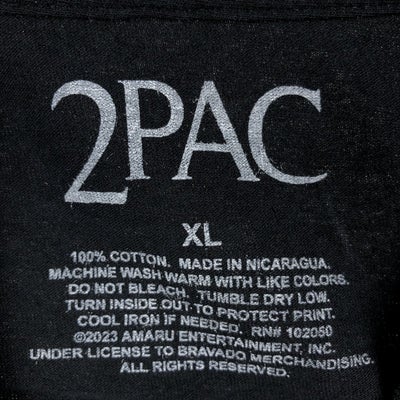 2PAC
XL
100% COTTON. MADE IN NICARAGUA.
MACHINE WASH WARM WITH LIKE COLORS.
DO NOT BLEACH. TUMBLE DRY LOW.
TURN INSIDE OUT TO PROTECT PRINT.
COOL IRON IF NEEDED. RN# 102050
©2023 AMARU ENTERTAINMENT, INC.
UNDER LICENSE TO BRAVADO MERCHANDISING.
ALL RIGHTS RESERVED.